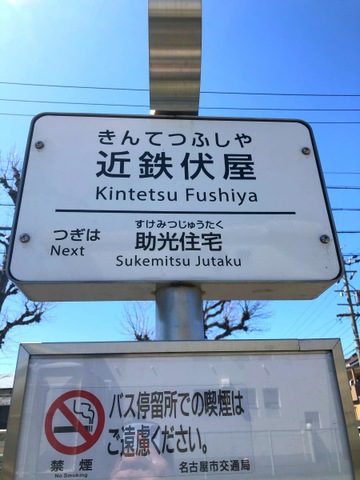 きんてつふしや
近鉄伏屋
Kintetsu Fushiya
つぎは
Next
すけみつじゅうたく
助光住宅
Sukemitsu Jutaku
バス停留所での喫煙は
ご遠慮ください。
禁煙
No Smoking
名古屋市交通局